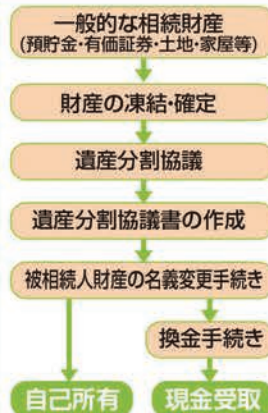 一般的な相続財産
(預貯金・有価証券・土地・家屋等)
財産の凍結・確定
遺産分割協議
遺産分割協議書の作成
被相続人財産の名義変更手続き
換金手続き
自己所有
現金受取